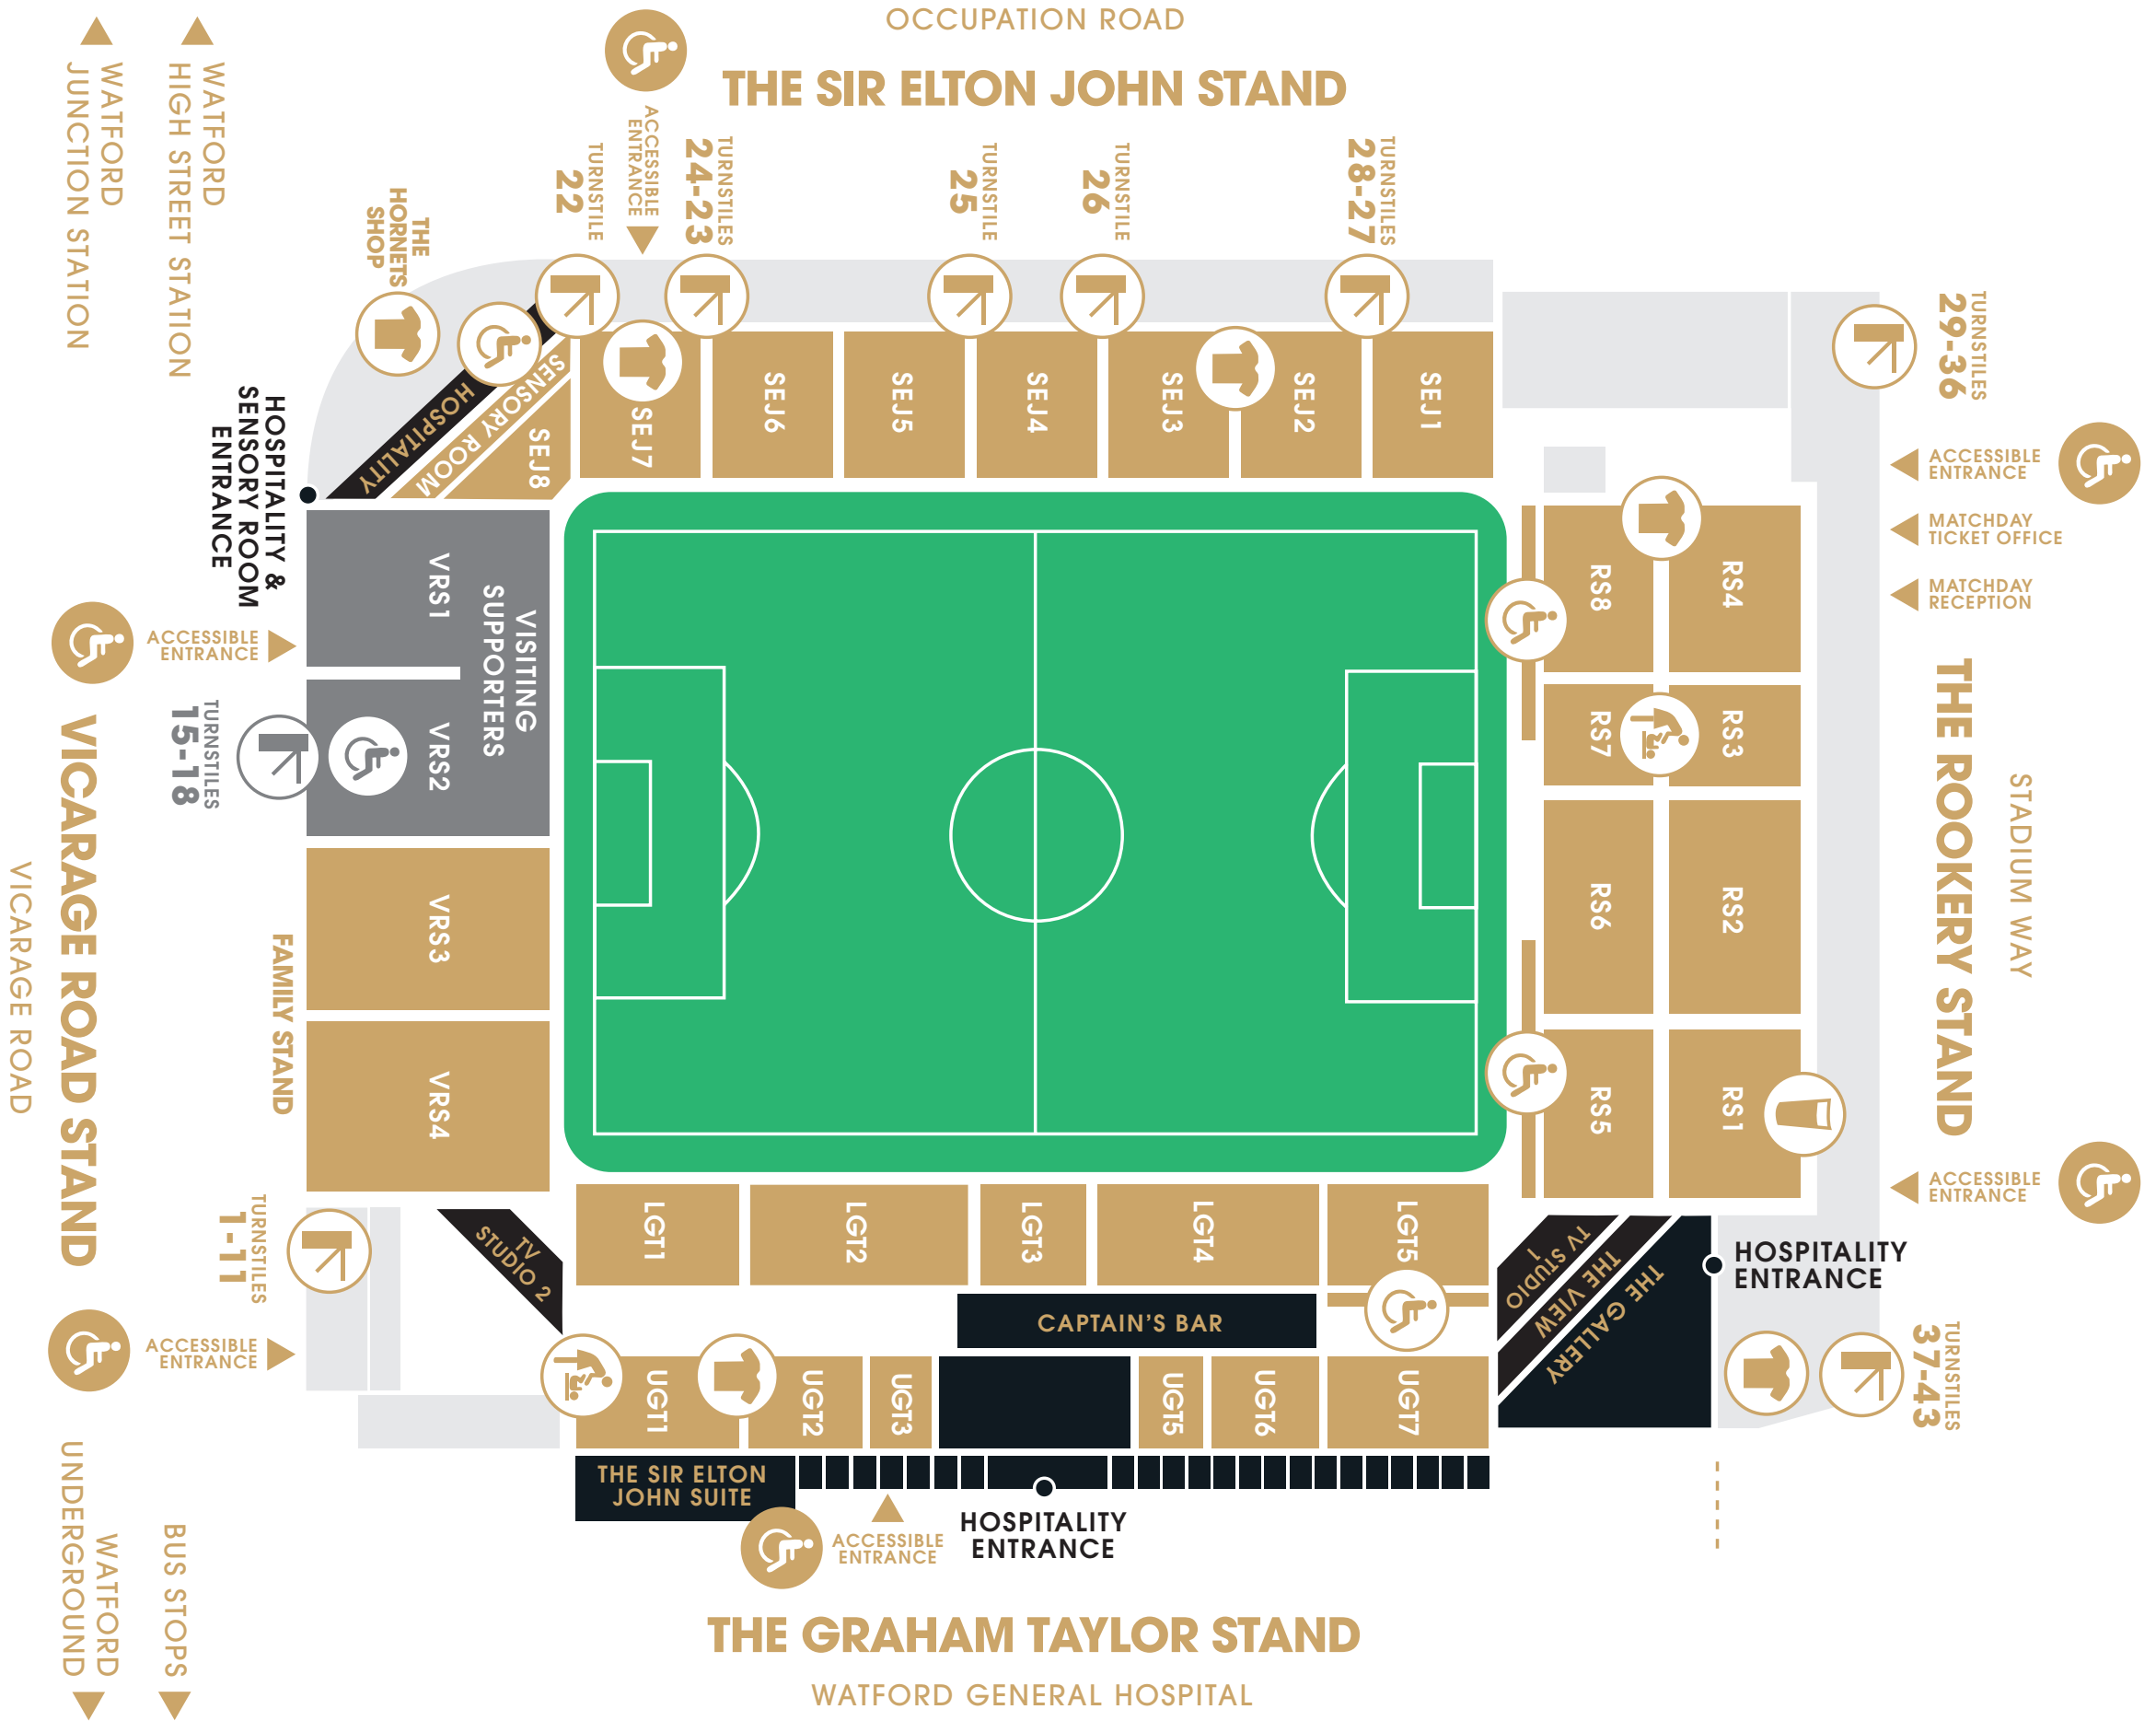 OCCUPATION ROAD
THE SIR ELTON JOHN STAND
WATFORD
JUNCTION STATION
WATFORD
HIGH STREET STATION
THE
HORNETS
SHOP
TURNSTILE
22
ACCESSIBLE
ENTRANCE
TURNSTILES
24-23
TURNSTILE
25
TURNSTILE
26
TURNSTILES
28-27
TURNSTILES
29-36
HOSPITALITY &
SENSORY ROOM
ENTRANCE
HOSPITALITY
SENSORY ROOM
SEJ8
SEJ7
SEJ6
SEJ5
SEJ4
SEJ3
SEJ2
SEJ1
ACCESSIBLE
ENTRANCE
MATCHDAY
TICKET OFFICE
MATCHDAY
RECEPTION
VRS1
VISITING
SUPPORTERS
VRS2
VRS3
VRS4
ACCESSIBLE
ENTRANCE
TURNSTILES
15-18
VICARAGE ROAD STAND
VICARAGE ROAD
FAMILY STAND
RS8
RS4
RS7
RS3
RS6
RS2
RS5
RS1
THE ROOKERY STAND
STADIUM WAY
ACCESSIBLE
ENTRANCE
TURNSTILES
1-11
ACCESSIBLE
ENTRANCE
TV
STUDIO 2
LGT1
LGT2
LGT3
LGT4
LGT5
TV STUDIO
1
THE VIEW
THE GALLERY
HOSPITALITY
ENTRANCE
CAPTAIN'S BAR
TURNSTILES
37-43
UGT1
UGT2
UGT3
UGT5
UGT6
UGT7
THE SIR ELTON
JOHN SUITE
ACCESSIBLE
ENTRANCE
HOSPITALITY
ENTRANCE
WATFORD
UNDERGROUND
BUS STOPS
THE GRAHAM TAYLOR STAND
WATFORD GENERAL HOSPITAL